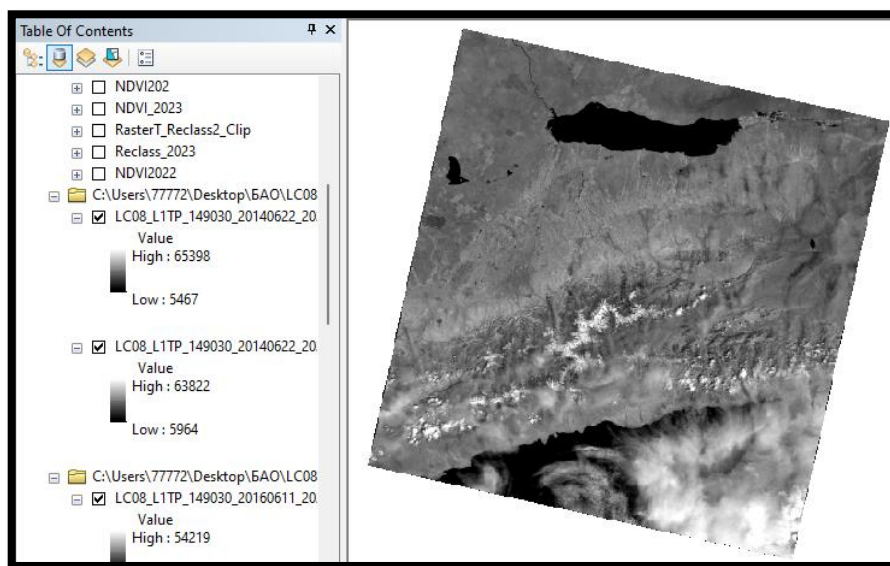 Table Of Contents
NDVI202
NDVI_2023
RasterT_Reclass2_Clip
Reclass_2023
NDVI2022
C:\Users\77772\Desktop\БАО\LC08
LC08_L1TP_149030_20140622_20
Value
High : 65398
Low : 5467
LC08_L1TP_149030_20140622_20
Value
High : 63822
Low : 5964
C:\Users\77772\Desktop\БАО\LC08
LC08_L1TP_149030_20160611_20
Value
High : 54219